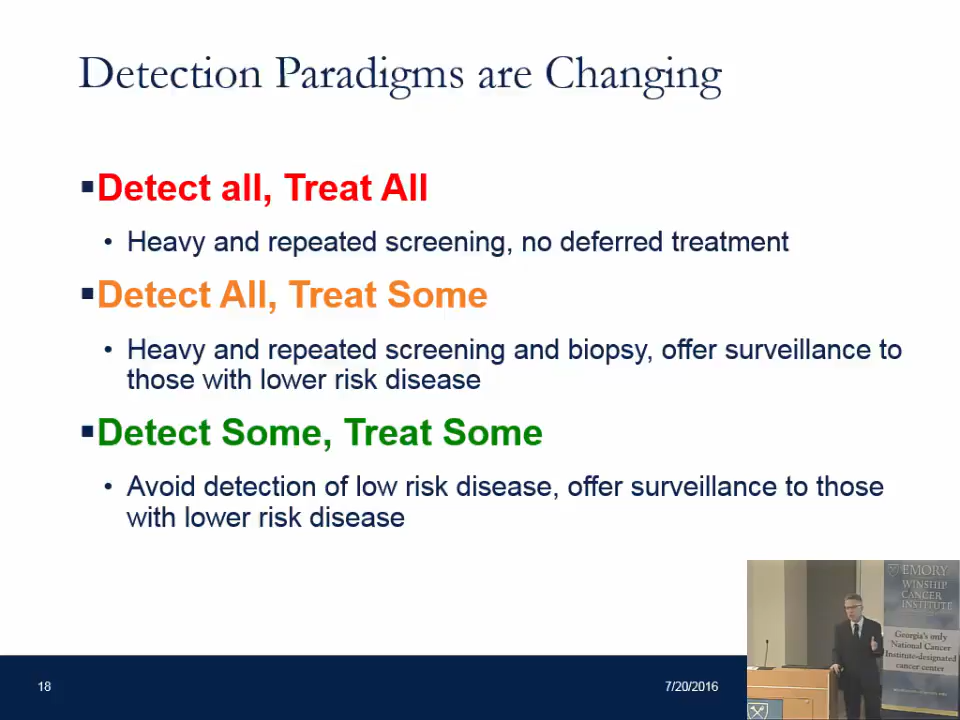 Detection Paradigms are Changing
▪Detect all, Treat All
• Heavy and repeated screening, no deferred treatment
▪Detect All, Treat Some
• Heavy and repeated screening and biopsy, offer surveillance to
those with lower risk disease
▪Detect Some, Treat Some
• Avoid detection of low risk disease, offer surveillance to those
with lower risk disease
18
7/20/2016
EMORY
WINSHIP
CANCER
INSTITUTE
Georgia's only
National Cancer
Institute-designated
cancer center